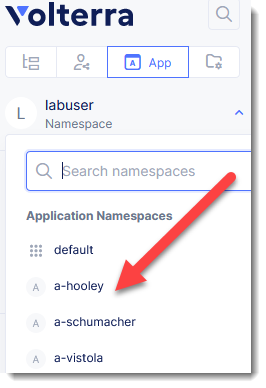 Volterra
A App
L labuser
Namespace
Search namespaces
Application Namespaces
default
A a-hooley
A a-schumacher
A a-vistola